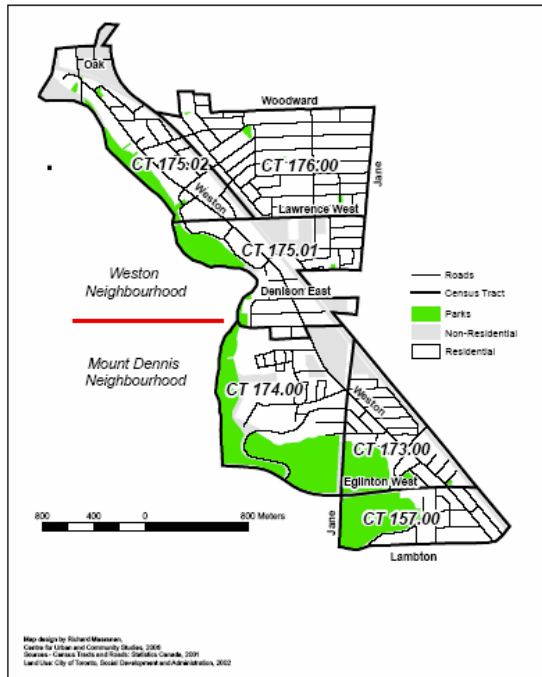 Oak
Woodward
CT 175.02
CT 176.00
Jane
Weston
Lawrence West
CT 175.01
Weston
Neighbourhood
Denison East
Roads
Census Tract
Parks
Non-Residential
Residential
Mount Dennis
Neighbourhood
CT 174.00
Weston
CT 173.00
Eglinton West
800 400 0 800 Meters
Jane
CT 157.00
Lambton
Map design by Richard Maaranen,
Centre for Urban and Community Studies, 2006
Sources - Census Tracts and Roads: Statistics Canada, 2001
Land Use: City of Toronto, Social Development and Administration, 2002